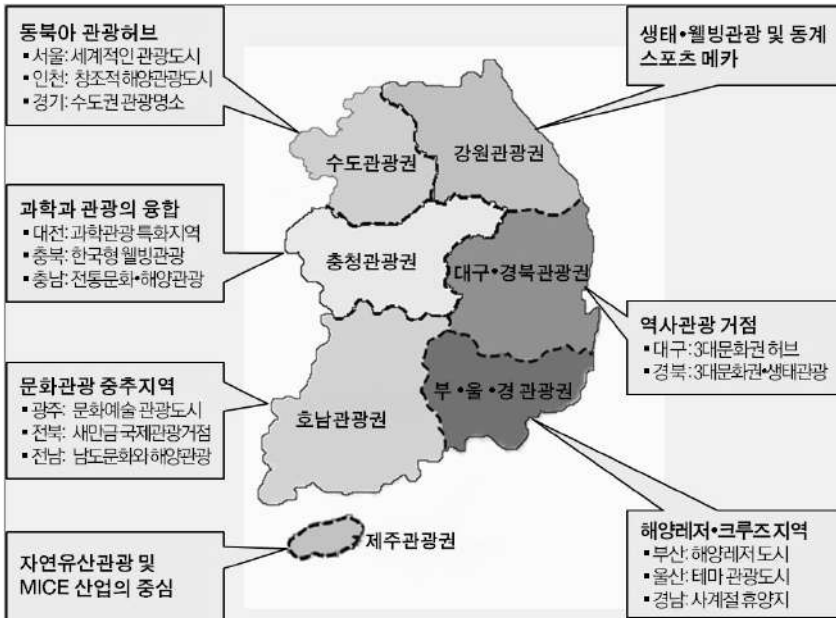 동북아 관광허브
▪ 서울: 세계적인 관광도시
▪ 인천: 창조적 해양관광도시
▪ 경기: 수도권 관광명소
생태•웰빙관광 및 동계
스포츠 메카
수도관광권
강원관광권
과학과 관광의 융합
▪ 대전: 과학관광 특화지역
▪ 충북: 한국형 웰빙관광
▪ 충남: 전통문화•해양관광
충청관광권
대구•경북관광권
역사관광 거점
▪ 대구: 3대문화권 허브
▪ 경북: 3대문화권•생태관광
문화관광 중추지역
▪ 광주: 문화예술 관광도시
▪ 전북: 새만금 국제관광거점
▪ 전남: 남도문화와 해양관광
호남관광권
부•울•경 관광권
자연유산관광 및
MICE 산업의 중심
제주관광권
해양레저•크루즈 지역
▪ 부산: 해양레저 도시
▪ 울산: 테마 관광도시
▪ 경남: 사계절 휴양지